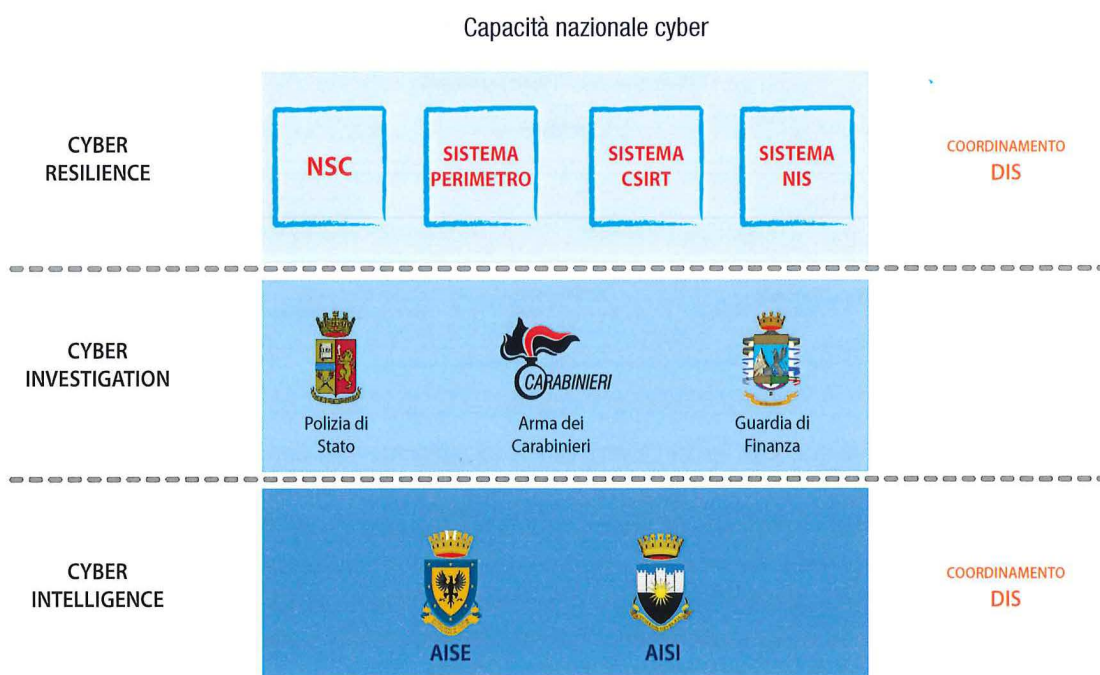 Capacità nazionale cyber
CYBER
RESILIENCE
NSC
SISTEMA
PERIMETRO
SISTEMA
CSIRT
SISTEMA
NIS
COORDINAMENTO
DIS
CYBER
INVESTIGATION
CARABINIERI
Polizia di
Stato
Arma dei
Carabinieri
Guardia di
Finanza
CYBER
INTELLIGENCE
AISE
AISI
COORDINAMENTO
DIS